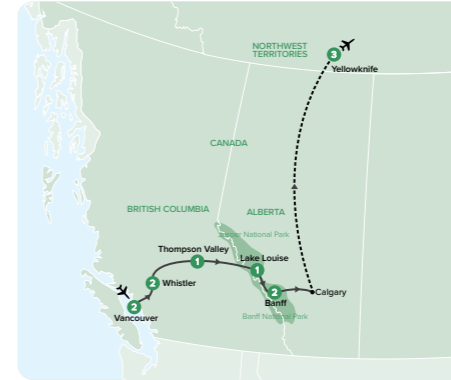 NORTHWEST
TERRITORIES
3
Yellowknife
CANADA
BRITISH COLUMBIA
ALBERTA
Jasper National Park
Thompson Valley
Lake Louise
1
1
2
Whistler
2
Banff
Calgary
2
Vancouver
Banff National Park